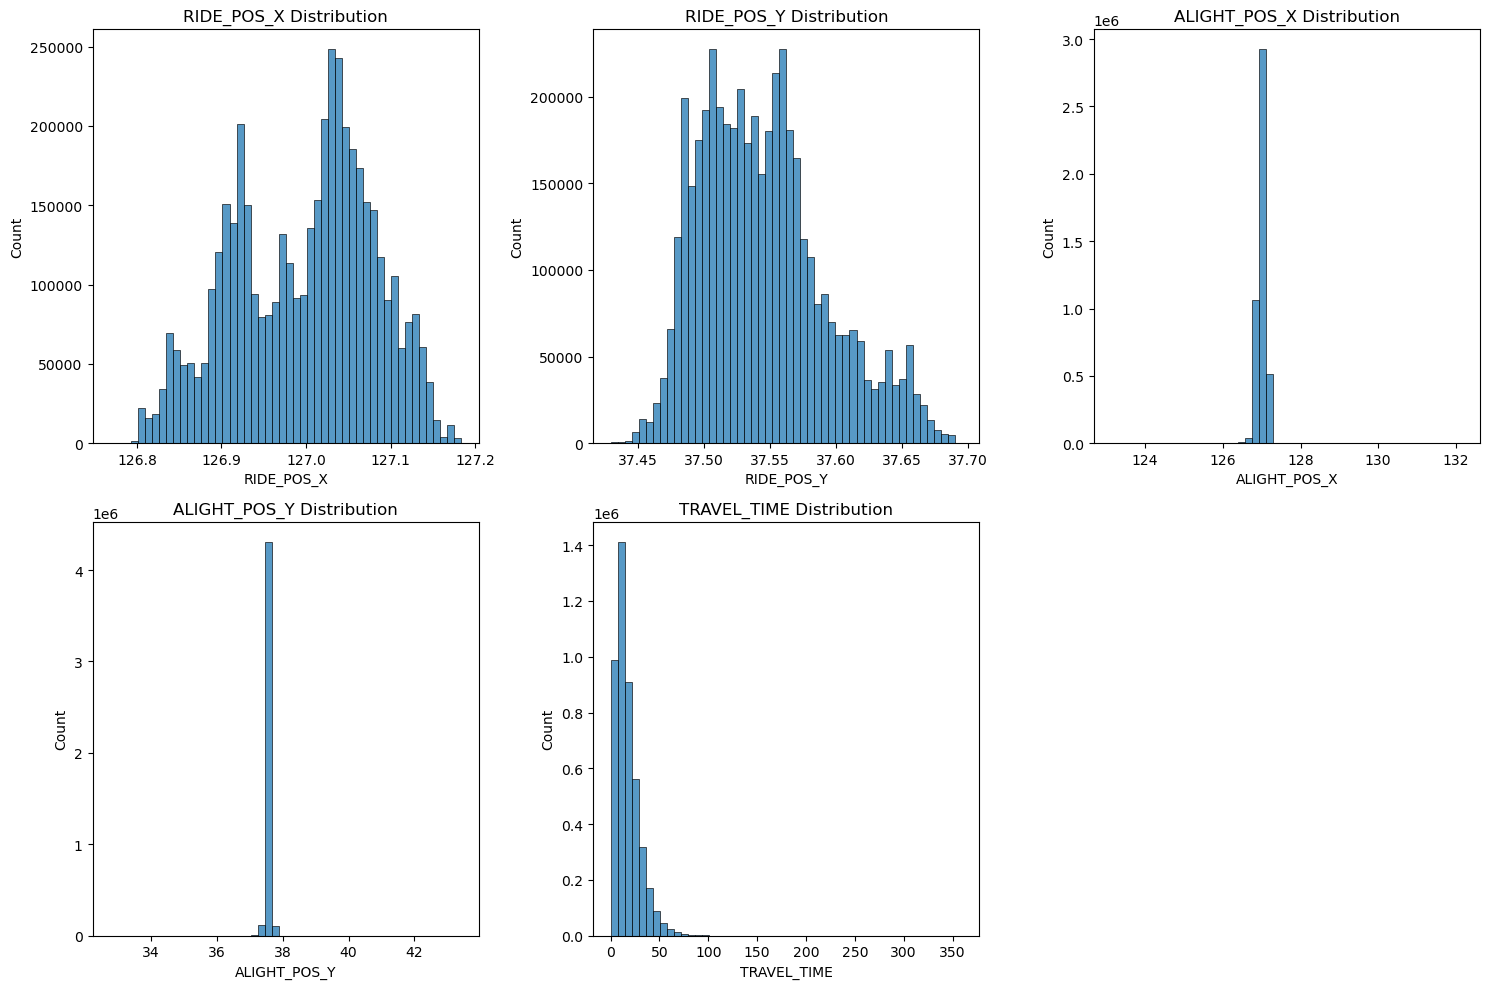 RIDE_POS_X Distribution
250000
200000
150000
100000
50000
0
Count
126.8 126.9 127.0 127.1 127.2
RIDE_POS_X
RIDE_POS_Y Distribution
200000
150000
100000
50000
0
Count
37.45 37.50 37.55 37.60 37.65 37.70
RIDE_POS_Y
ALIGHT_POS_X Distribution
1e6
3.0
2.5
2.0
1.5
1.0
0.5
0.0
Count
124 126 128 130 132
ALIGHT_POS_X
ALIGHT_POS_Y Distribution
1e6
4
3
2
1
0
Count
34 36 38 40 42
ALIGHT_POS_Y
TRAVEL_TIME Distribution
1e6
1.4
1.2
1.0
0.8
0.6
0.4
0.2
0.0
Count
0 50 100 150 200 250 300 350
TRAVEL_TIME